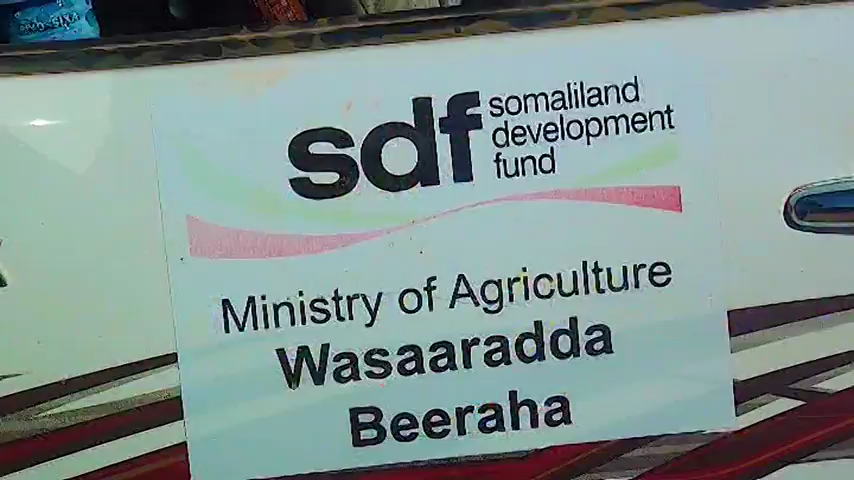 sdf
somaliland
development
fund
Ministry of Agriculture
Wasaaradda
Beeraha